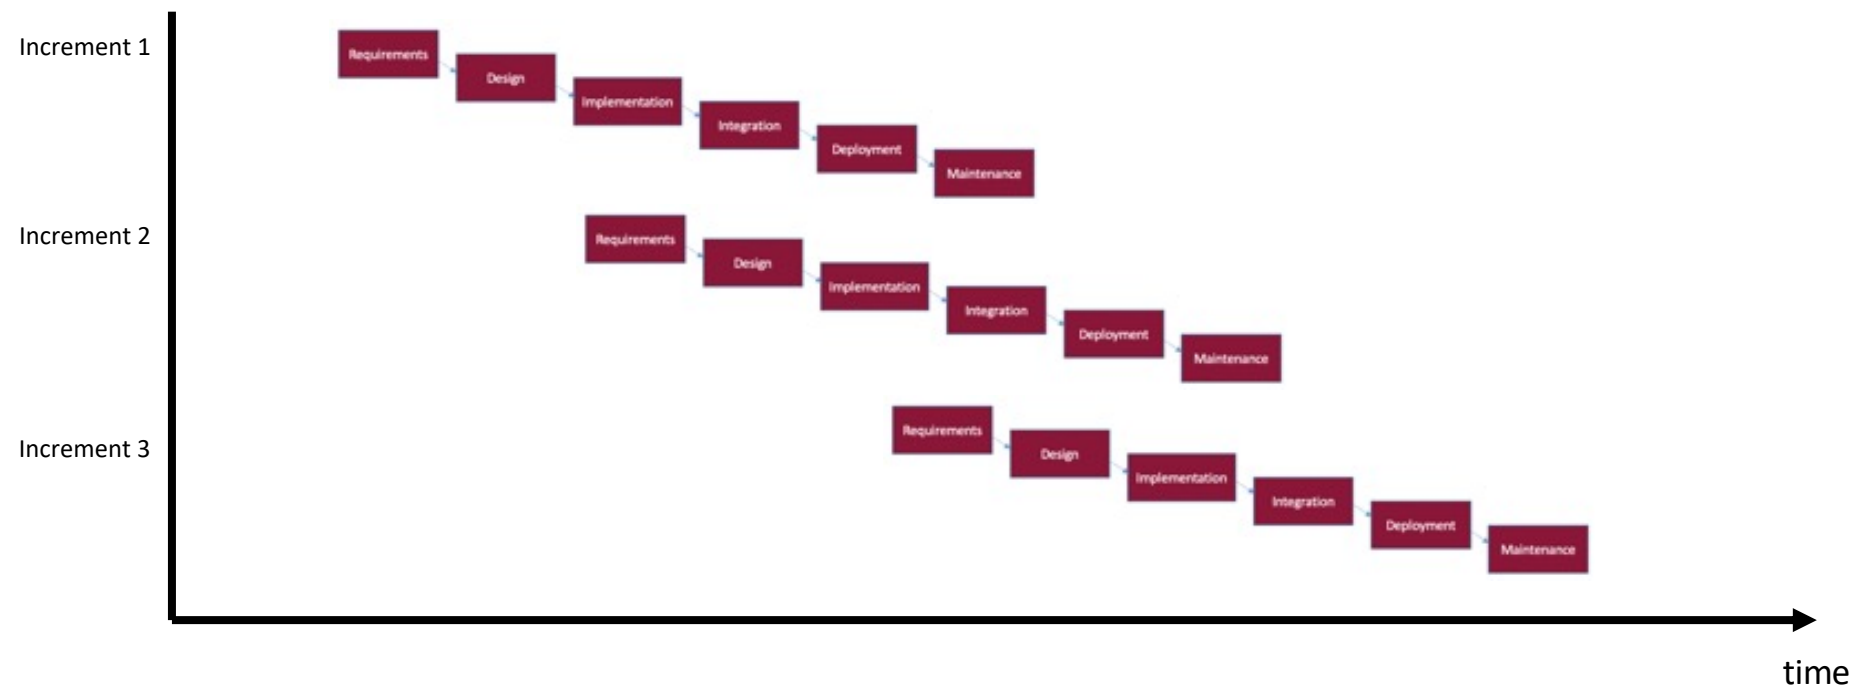 Increment 1
Requirements
Design
Implementation
Integration
Deployment
Maintenance
Increment 2
Requirements
Design
Implementation
Integration
Deployment
Maintenance
Increment 3
Requirements
Design
Implementation
Integration
Deployment
Maintenance
time